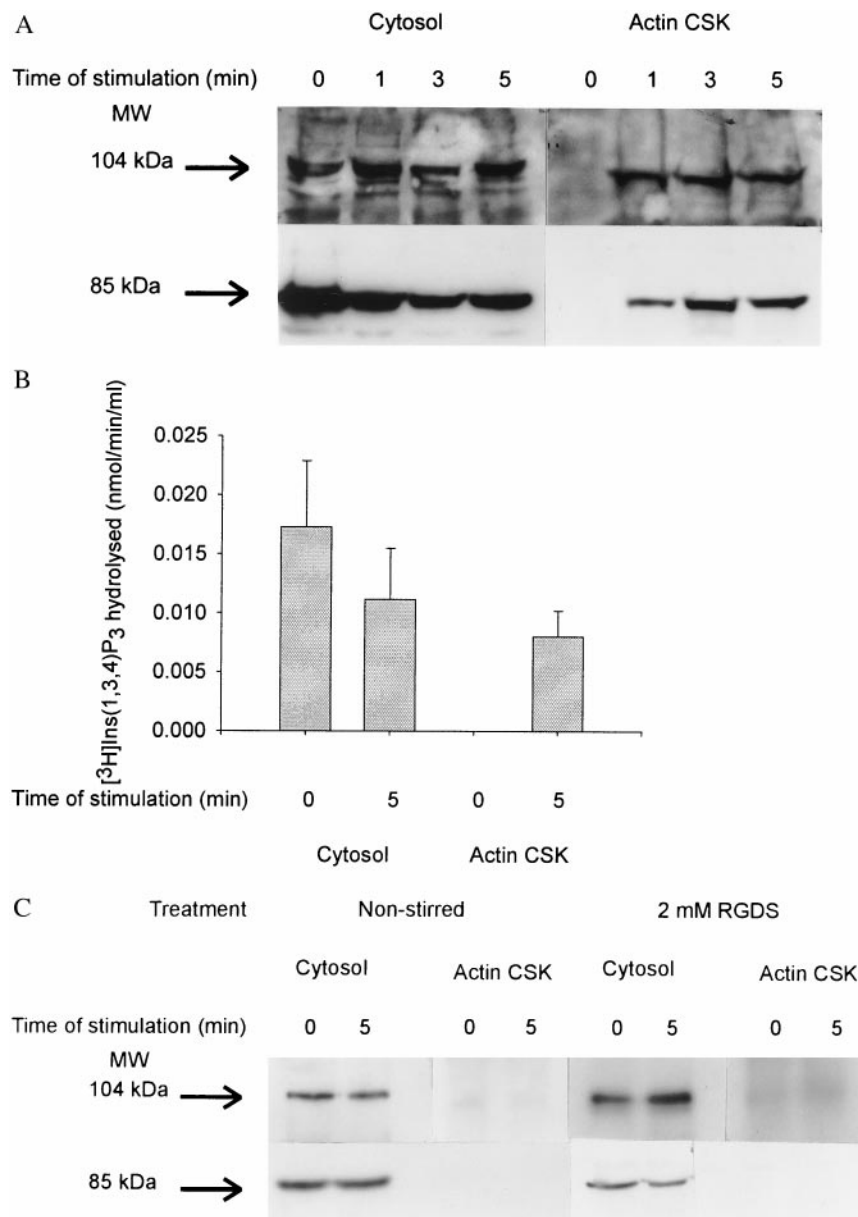 A
Cytosol Actin CSK
Time of stimulation (min) 0 1 3 5 0 1 3 5
MW
104 kDa
85 kDa
B
[3H]Ins(1,3,4)P3 hydrolysed (nmol/min/ml)
0.025
0.020
0.015
0.010
0.005
0.000
Time of stimulation (min) 0 5 0 5
Cytosol Actin CSK
C
Treatment Non-stirred 2 mM RGDS
Cytosol Actin CSK Cytosol Actin CSK
Time of stimulation (min) 0 5 0 5 0 5 0 5
MW
104 kDa
85 kDa